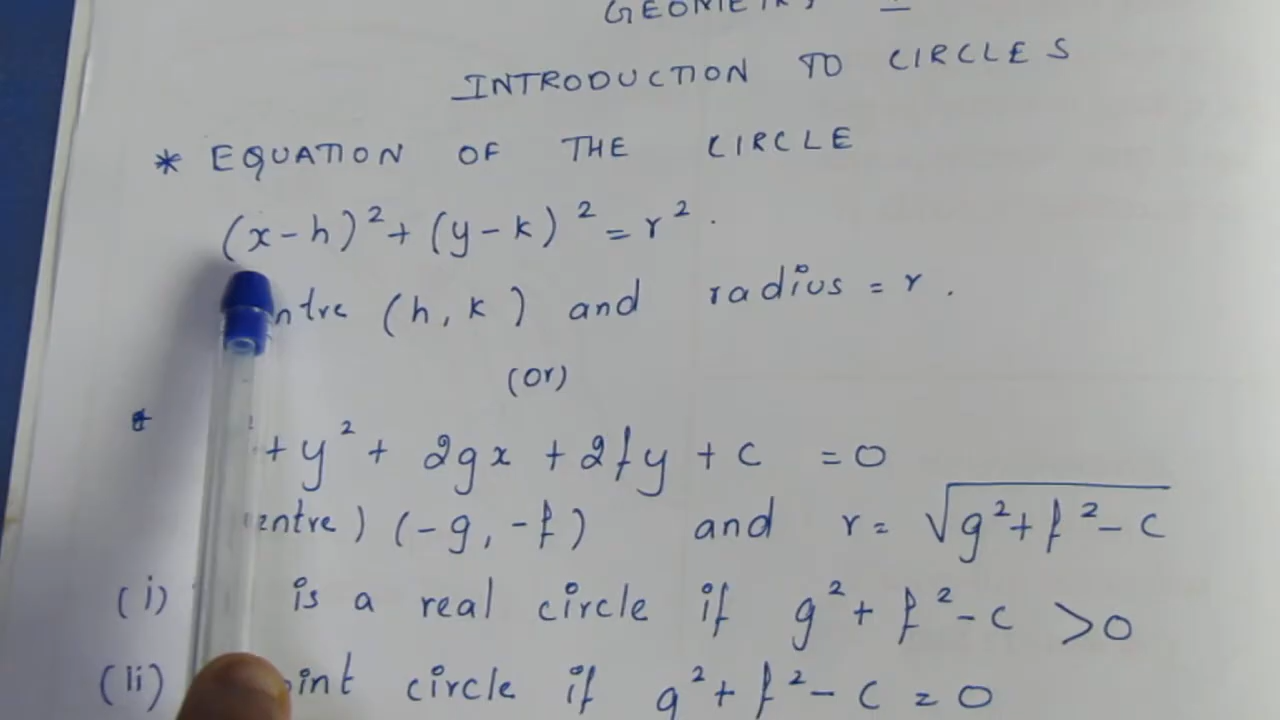 GEOMETRY
INTRODUCTION TO CIRCLES
* EQUATION OF THE CIRCLE
(x-h)² + (y-k)² = r².
ntre (h, k) and radius = r.
(or)
+ y² + 2gx + 2fy + c = 0
entre) (-g, -f) and r = √g²+f²-c
(i) is a real circle if g²+f²-c >0
(ii) int circle if g²+f²-c = 0